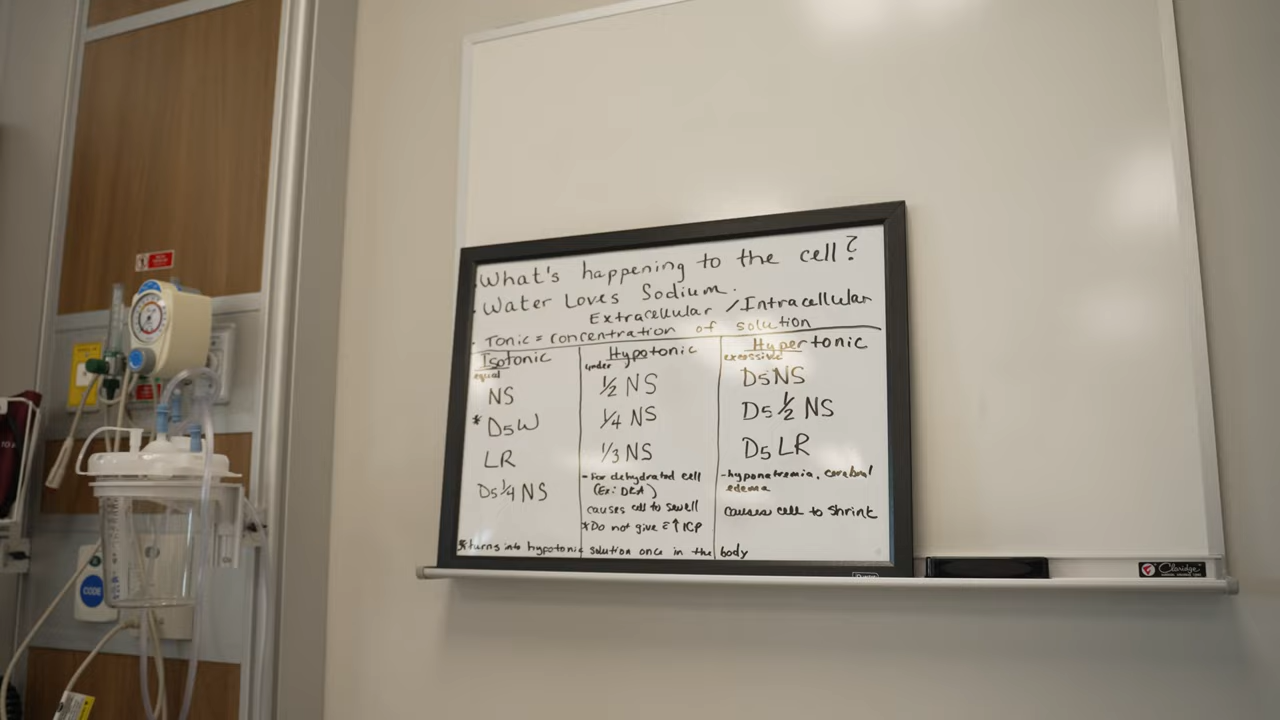 · What's happening to the cell?
· Water Loves Sodium.
Extracellular / Intracellular
· Tonic = concentration of solution
Isotonic
equal
NS
* D5W
LR
D5 1/4 NS
Hypotonic
under
1/2 NS
1/4 NS
1/3 NS
- For dehydrated cell
(Ex: DKA)
causes cell to swell
*Do not give c̄ ↑ ICP
Hypertonic
excessive
D5NS
D5 1/2 NS
D5 LR
- hyponatremia, cerebral
edema
causes cell to shrink
*turns into hypotonic solution once in the body
Claridge
CODE